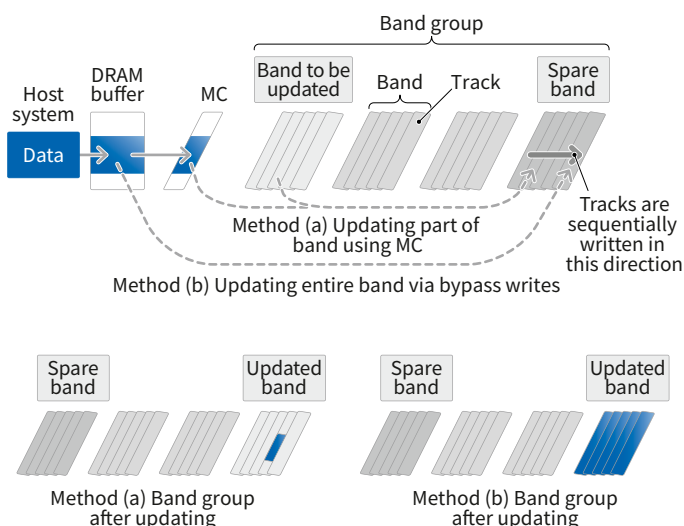 Band group
DRAM
buffer
Host
system
MC
Band to be
updated
Band
Track
Spare
band
Data
Tracks are
sequentially
written in
this direction
Method (a) Updating part of
band using MC
Method (b) Updating entire band via bypass writes
Spare
band
Updated
band
Spare
band
Updated
band
Method (a) Band group
after updating
Method (b) Band group
after updating